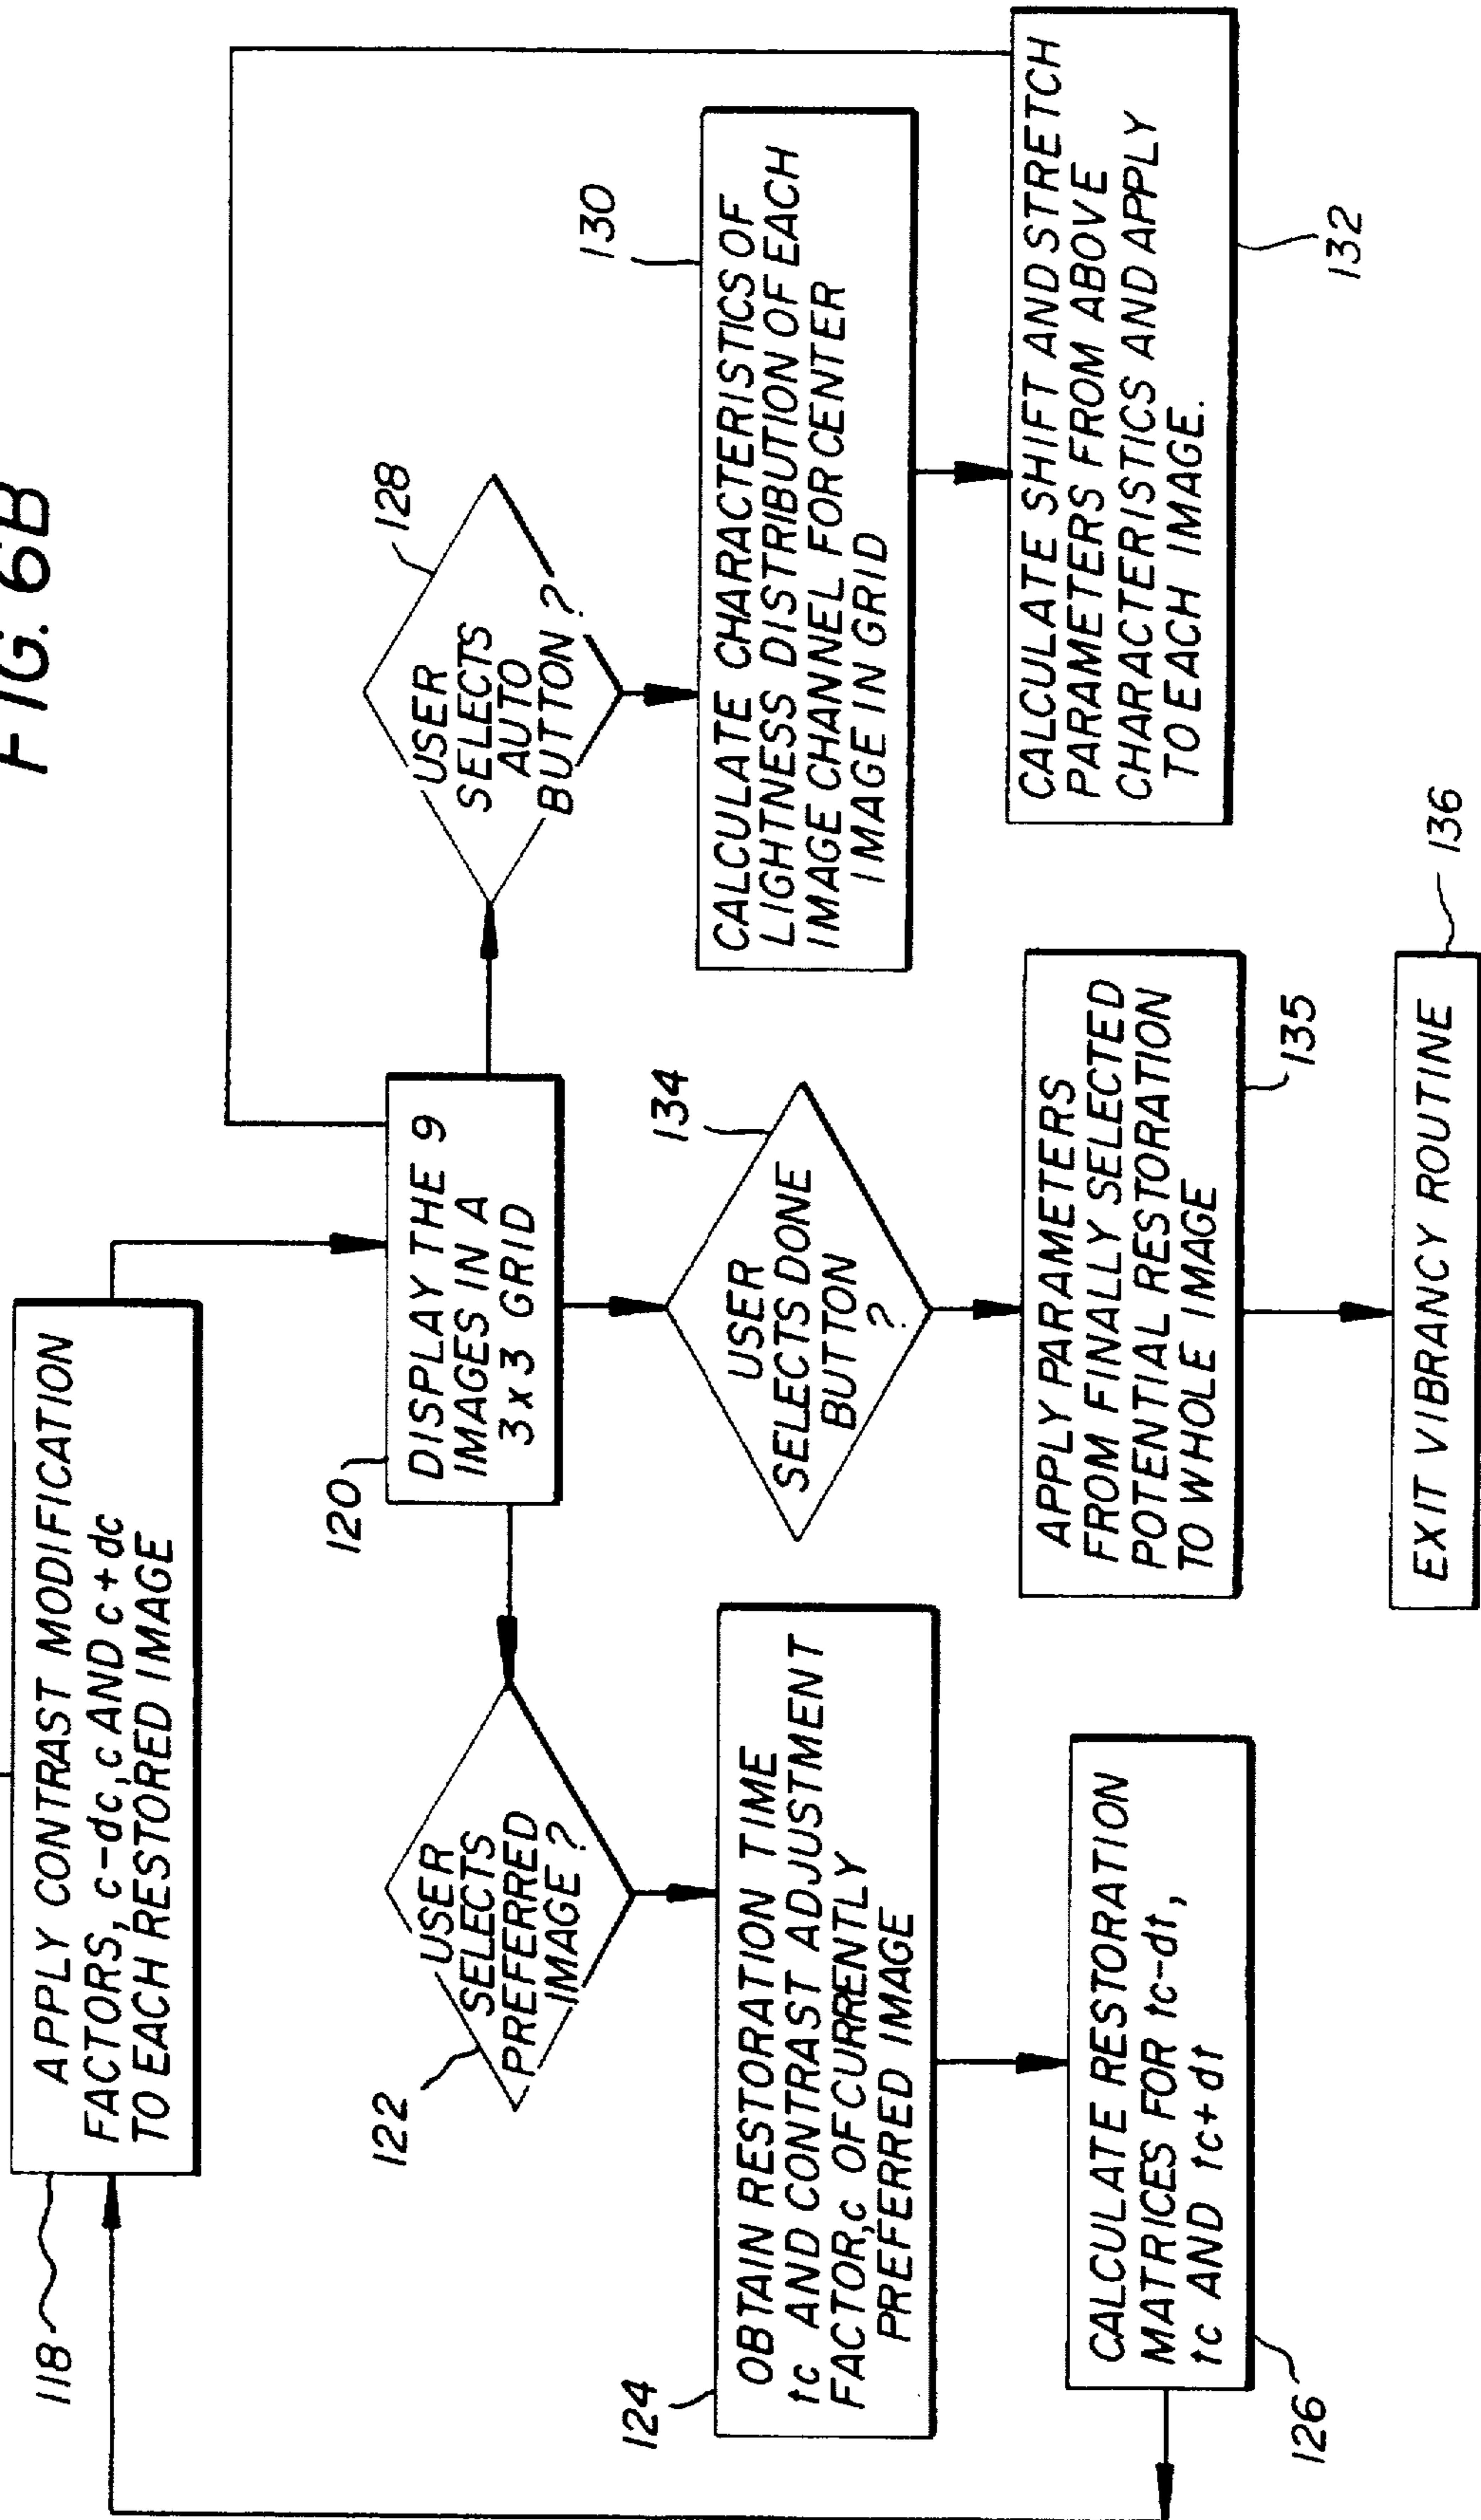 FIG. 6B
118
APPLY CONTRAST MODIFICATION
FACTORS, c-dc, c AND c+dc
TO EACH RESTORED IMAGE
120
DISPLAY THE 9
IMAGES IN A
3 x 3 GRID
122
USER
SELECTS
PREFERRED
IMAGE ?
134
USER
SELECTS DONE
BUTTON
?
128
USER
SELECTS
AUTO
BUTTON ?
124
OBTAIN RESTORATION TIME
tc AND CONTRAST ADJUSTMENT
FACTOR, c OF CURRENTLY
PREFERRED IMAGE
126
CALCULATE RESTORATION
MATRICES FOR tc-dt,
tc AND tc+dt
APPLY PARAMETERS
FROM FINALLY SELECTED
POTENTIAL RESTORATION
TO WHOLE IMAGE
135
EXIT VIBRANCY ROUTINE
136
130
CALCULATE CHARACTERISTICS OF
LIGHTNESS DISTRIBUTION OF EACH
IMAGE CHANNEL FOR CENTER
IMAGE IN GRID
CALCULATE SHIFT AND STRETCH
PARAMETERS FROM ABOVE
CHARACTERISTICS AND APPLY
TO EACH IMAGE.
132